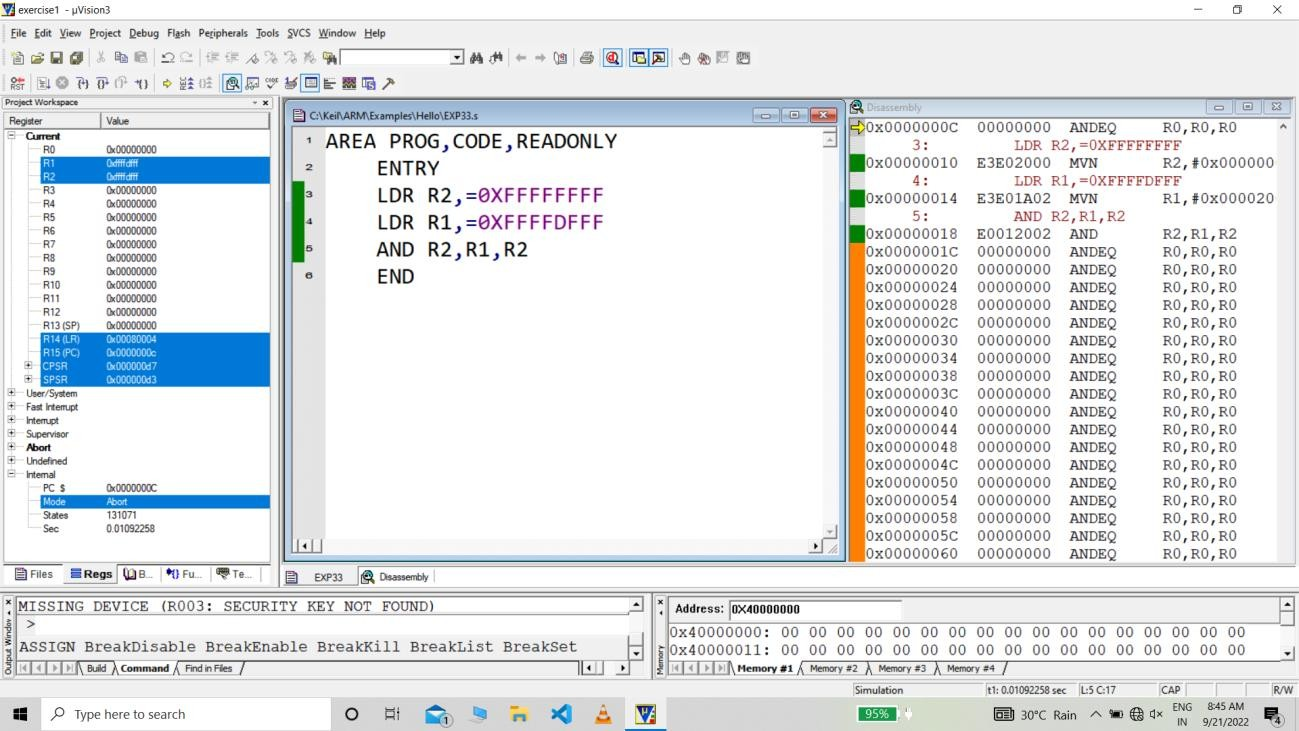 exercise1 - µVision3
File Edit View Project Debug Flash Peripherals Tools SVCS Window Help
Project Workspace
Register Value
Current
R0 0x00000000
R1 0xffffdfff
R2 0xffffdfff
R3 0x00000000
R4 0x00000000
R5 0x00000000
R6 0x00000000
R7 0x00000000
R8 0x00000000
R9 0x00000000
R10 0x00000000
R11 0x00000000
R12 0x00000000
R13 (SP) 0x00000000
R14 (LR) 0x00080004
R15 (PC) 0x0000000c
CPSR 0x000000d7
SPSR 0x000000d3
User/System
Fast Interrupt
Interrupt
Supervisor
Abort
Undefined
Internal
PC $ 0x0000000C
Mode Abort
States 131071
Sec 0.01092258
Files Regs B... Fu... Te...
C:\Keil\ARM\Examples\Hello\EXP33.s
1 AREA PROG,CODE,READONLY
2 ENTRY
3 LDR R2,=0XFFFFFFFF
4 LDR R1,=0XFFFFDFFF
5 AND R2,R1,R2
6 END
EXP33 Disassembly
Disassembly
0x0000000C 00000000 ANDEQ R0,R0,R0
3: LDR R2,=0XFFFFFFFF
0x00000010 E3E02000 MVN R2,#0x000000
4: LDR R1,=0XFFFFDFFF
0x00000014 E3E01A02 MVN R1,#0x000020
5: AND R2,R1,R2
0x00000018 E0012002 AND R2,R1,R2
0x0000001C 00000000 ANDEQ R0,R0,R0
0x00000020 00000000 ANDEQ R0,R0,R0
0x00000024 00000000 ANDEQ R0,R0,R0
0x00000028 00000000 ANDEQ R0,R0,R0
0x0000002C 00000000 ANDEQ R0,R0,R0
0x00000030 00000000 ANDEQ R0,R0,R0
0x00000034 00000000 ANDEQ R0,R0,R0
0x00000038 00000000 ANDEQ R0,R0,R0
0x0000003C 00000000 ANDEQ R0,R0,R0
0x00000040 00000000 ANDEQ R0,R0,R0
0x00000044 00000000 ANDEQ R0,R0,R0
0x00000048 00000000 ANDEQ R0,R0,R0
0x0000004C 00000000 ANDEQ R0,R0,R0
0x00000050 00000000 ANDEQ R0,R0,R0
0x00000054 00000000 ANDEQ R0,R0,R0
0x00000058 00000000 ANDEQ R0,R0,R0
0x0000005C 00000000 ANDEQ R0,R0,R0
0x00000060 00000000 ANDEQ R0,R0,R0
Output Window
MISSING DEVICE (R003: SECURITY KEY NOT FOUND)
>
ASSIGN BreakDisable BreakEnable BreakKill BreakList BreakSet
Build Command Find in Files
Memory
Address: 0X40000000
0x40000000: 00 00 00 00 00 00 00 00 00 00 00 00 00 00 00 00 00
0x40000011: 00 00 00 00 00 00 00 00 00 00 00 00 00 00 00 00 00
Memory #1 Memory #2 Memory #3 Memory #4
Simulation t1: 0.01092258 sec L:5 C:17 CAP R/W
Type here to search
1
95%
30°C Rain
ENG
IN
8:45 AM
9/21/2022
4